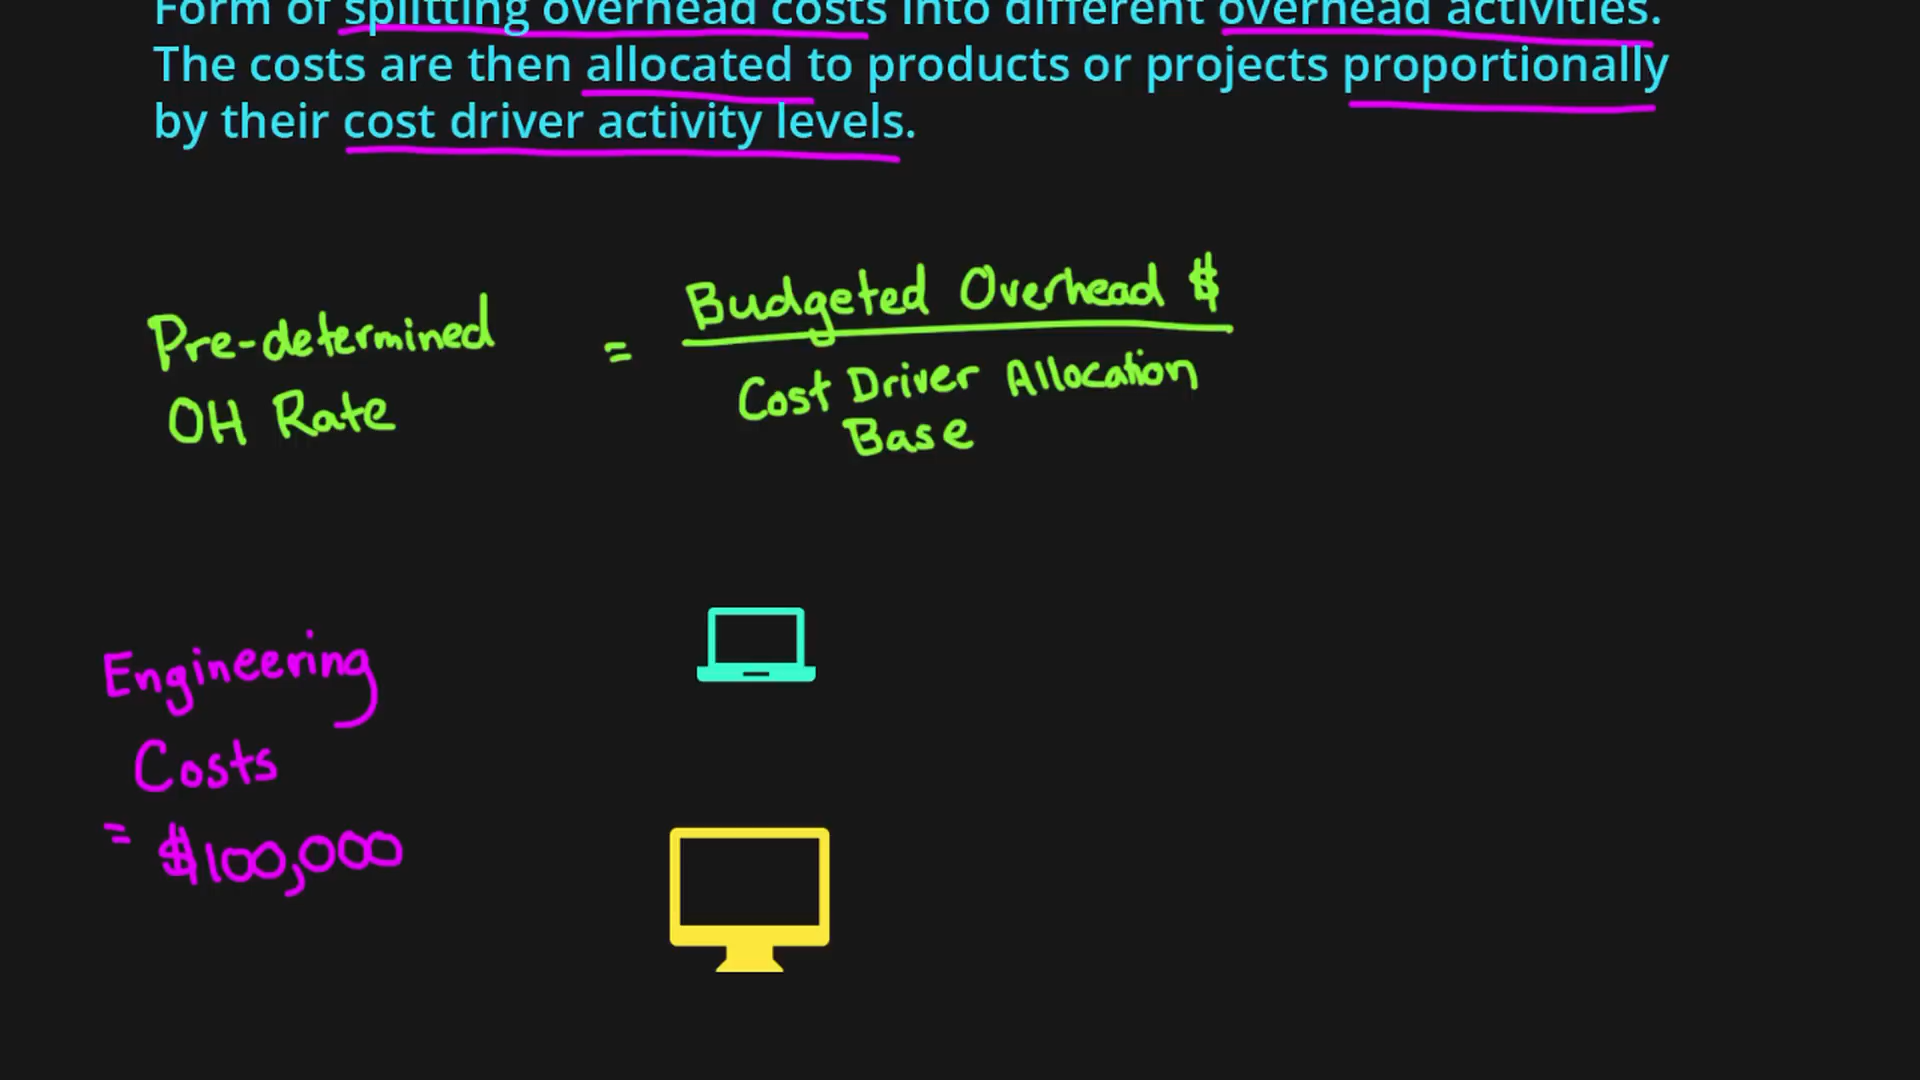 Form of splitting overhead costs into different overhead activities.
The costs are then allocated to products or projects proportionally
by their cost driver activity levels.
Pre-determined
OH Rate
=
Budgeted Overhead $
Cost Driver Allocation
Base
Engineering
Costs
= $100,000